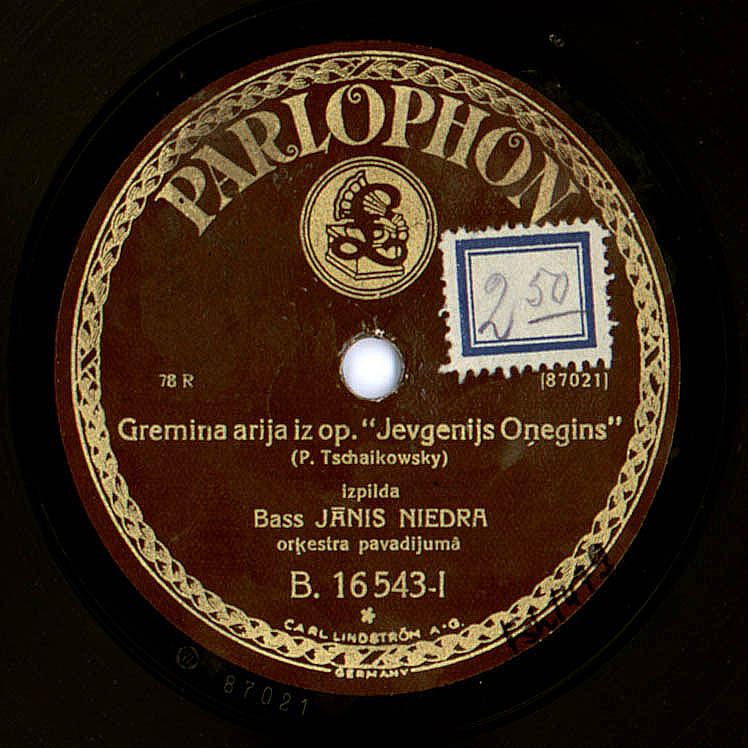 PARLOPHON
2 50
78 R
[87021]
Gremina arija iz op. “Jevgenijs Oņegins”
(P. Tschaikowsky)
izpilda
Bass JĀNIS NIEDRA
orķestra pavadijumā
B. 16543-I
CARL LINDSTRÖM A·G.
GERMANY
87021